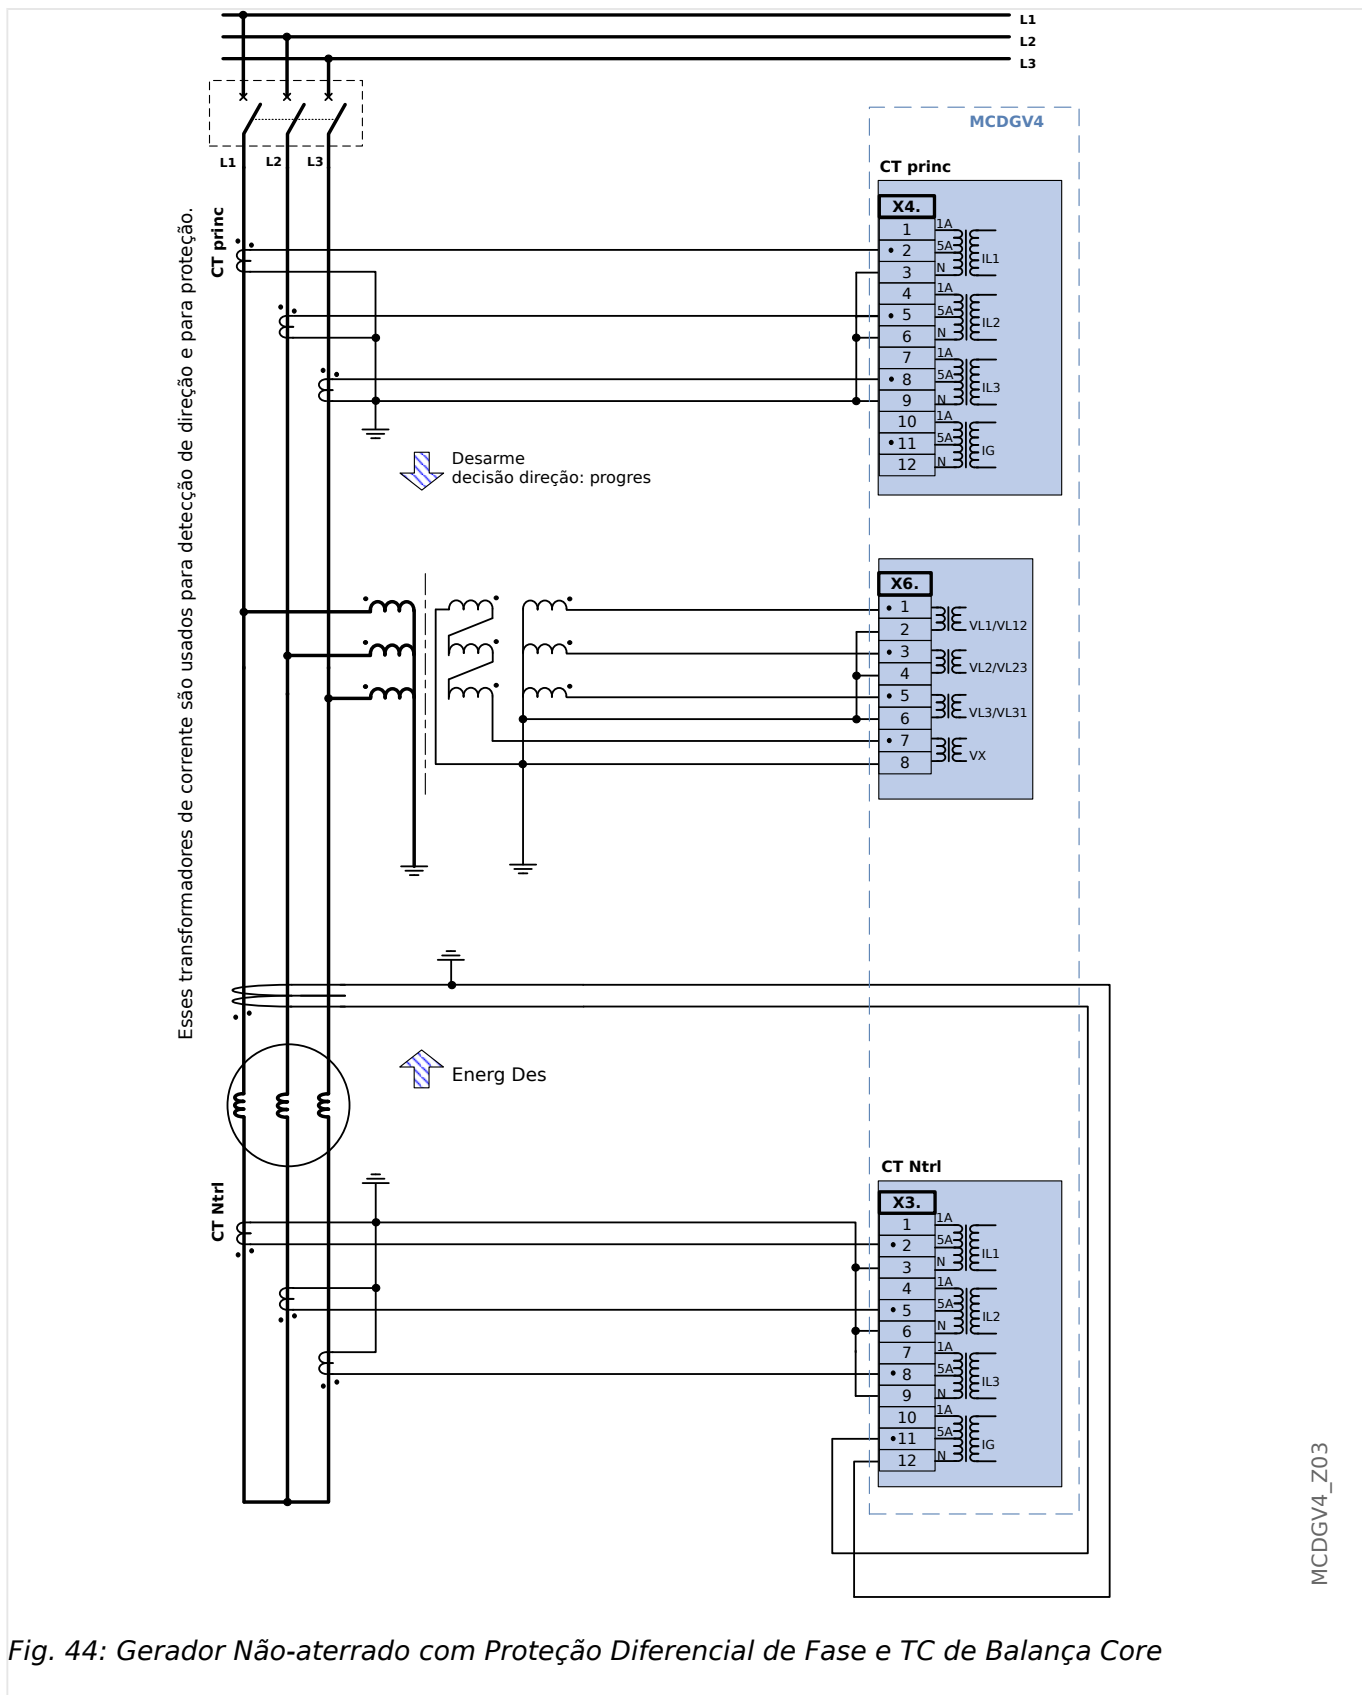 L1
L2
L3
L1
L2
L3
MCDGV4
CT princ
Esses transformadores de corrente são usados para detecção de direção e para proteção.
CT princ
X4.
1
1A
• 2
5A
IL1
3
N
4
1A
• 5
5A
IL2
6
N
7
1A
• 8
5A
IL3
9
N
10
1A
•11
5A
IG
12
N
Desarme
decisão direção: progres
X6.
• 1
2
VL1/VL12
• 3
4
VL2/VL23
• 5
6
VL3/VL31
• 7
8
VX
Energ Des
CT Ntrl
CT Ntrl
X3.
1
1A
• 2
5A
IL1
3
N
4
1A
• 5
5A
IL2
6
N
7
1A
• 8
5A
IL3
9
N
10
1A
•11
5A
IG
12
N
MCDGV4_Z03
Fig. 44: Gerador Não-aterrado com Proteção Diferencial de Fase e TC de Balança Core